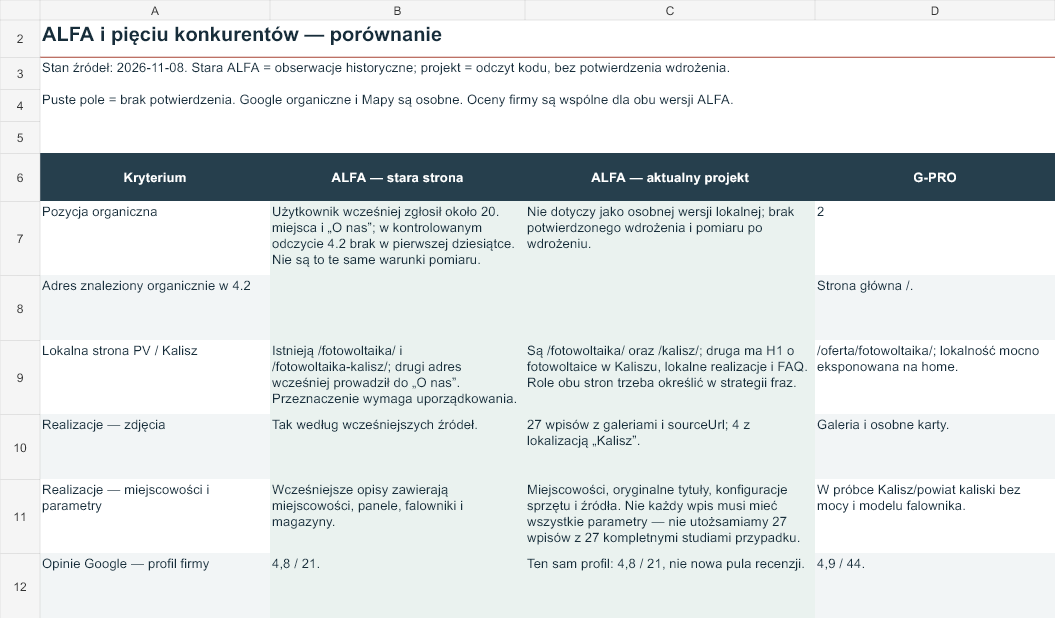 A B C D
2 ALFA i pięciu konkurentów — porównanie
3 Stan źródeł: 2026-11-08. Stara ALFA = obserwacje historyczne; projekt = odczyt kodu, bez potwierdzenia wdrożenia.
4 Puste pole = brak potwierdzenia. Google organiczne i Mapy są osobne. Oceny firmy są wspólne dla obu wersji ALFA.
5
6 Kryterium ALFA — stara strona ALFA — aktualny projekt G-PRO
7
Pozycja organiczna
Użytkownik wcześniej zgłosił około 20.
miejsca i „O nas”; w kontrolowanym
odczycie 4.2 brak w pierwszej dziesiątce.
Nie są to te same warunki pomiaru.
Nie dotyczy jako osobnej wersji lokalnej; brak
potwierdzonego wdrożenia i pomiaru po
wdrożeniu.
2
8
Adres znaleziony organicznie w 4.2
Strona główna /.
9
Lokalna strona PV / Kalisz
Istnieją /fotowoltaika/ i
/fotowoltaika-kalisz/; drugi adres
wcześniej prowadził do „O nas”.
Przeznaczenie wymaga uporządkowania.
Są /fotowoltaika/ oraz /kalisz/; druga ma H1 o
fotowoltaice w Kaliszu, lokalne realizacje i FAQ.
Role obu stron trzeba określić w strategii fraz.
/oferta/fotowoltaika/; lokalność mocno
eksponowana na home.
10
Realizacje — zdjęcia
Tak według wcześniejszych źródeł.
27 wpisów z galeriami i sourceUrl; 4 z
lokalizacją „Kalisz”.
Galeria i osobne karty.
11
Realizacje — miejscowości i
parametry
Wcześniejsze opisy zawierają
miejscowości, panele, falowniki i
magazyny.
Miejscowości, oryginalne tytuły, konfiguracje
sprzętu i źródła. Nie każdy wpis musi mieć
wszystkie parametry — nie utożsamiamy 27
wpisów z 27 kompletnymi studiami przypadku.
W próbce Kalisz/powiat kaliski bez
mocy i modelu falownika.
12
Opinie Google — profil firmy
4,8 / 21.
Ten sam profil: 4,8 / 21, nie nowa pula recenzji.
4,9 / 44.